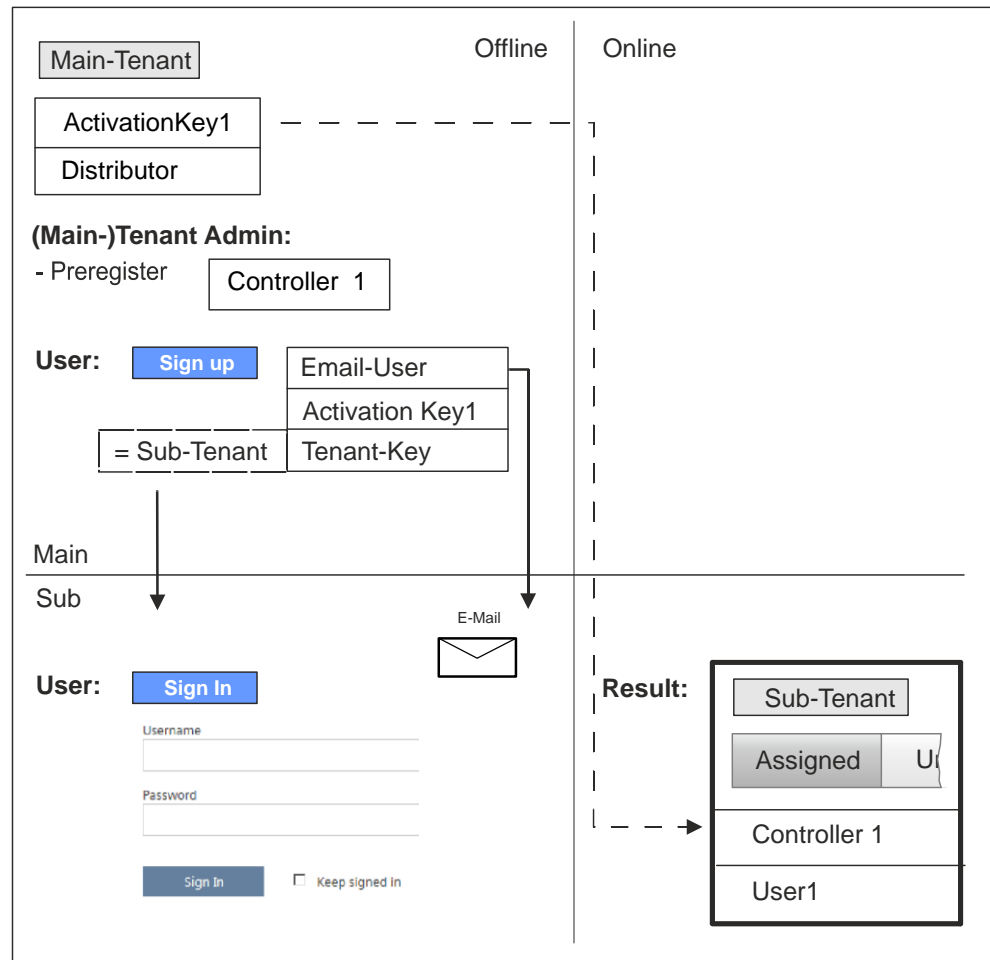 Main-Tenant
Offline
Online
ActivationKey1
Distributor
(Main-)Tenant Admin:
- Preregister
Controller 1
User:
Sign up
Email-User
Activation Key1
= Sub-Tenant
Tenant-Key
Main
Sub
E-Mail
User:
Sign In
Username
Password
Sign In
Keep signed in
Result:
Sub-Tenant
Assigned
Controller 1
User1